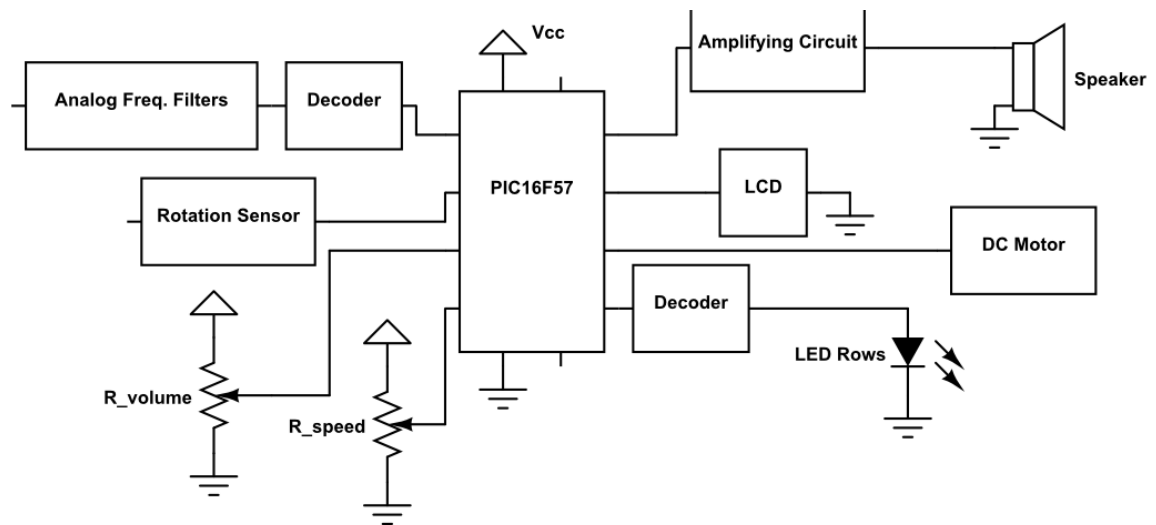 Vcc
Amplifying Circuit
Speaker
Analog Freq. Filters
Decoder
PIC16F57
LCD
Rotation Sensor
DC Motor
Decoder
LED Rows
R_volume
R_speed